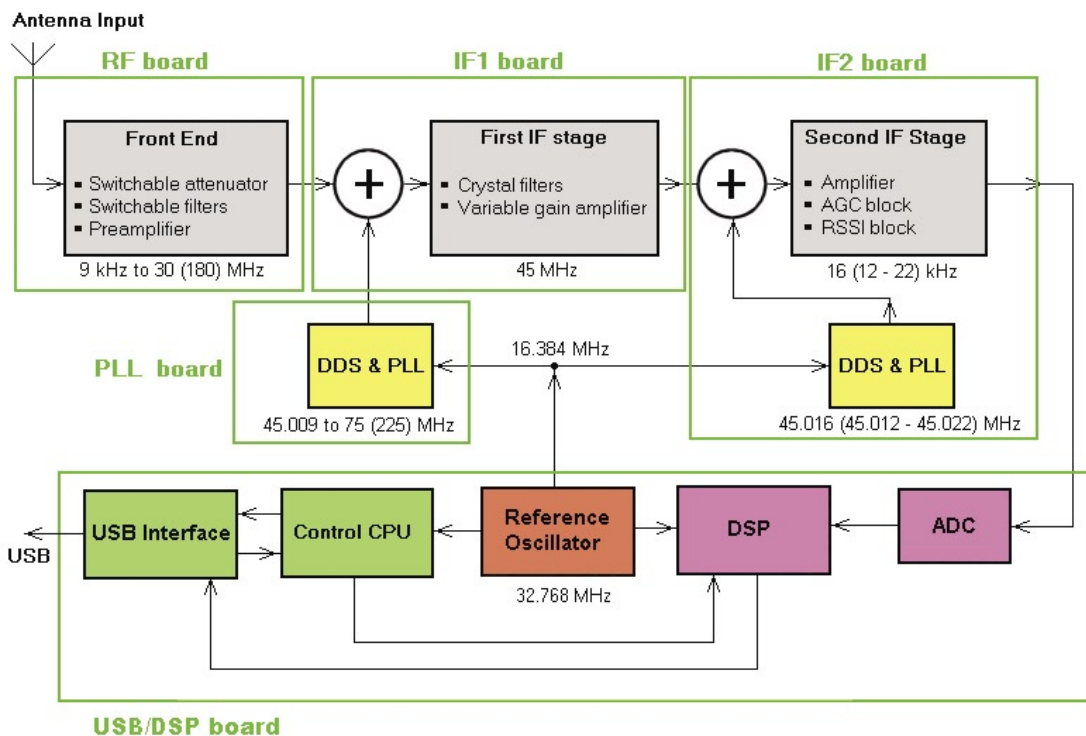 Antenna Input
RF board
IF1 board
IF2 board
Front End
▪ Switchable attenuator
▪ Switchable filters
▪ Preamplifier
9 kHz to 30 (180) MHz
+
First IF stage
▪ Crystal filters
▪ Variable gain amplifier
45 MHz
+
Second IF Stage
▪ Amplifier
▪ AGC block
▪ RSSI block
16 (12 - 22) kHz
PLL board
DDS & PLL
45.009 to 75 (225) MHz
16.384 MHz
DDS & PLL
45.016 (45.012 - 45.022) MHz
USB
USB Interface
Control CPU
Reference
Oscillator
32.768 MHz
DSP
ADC
USB/DSP board